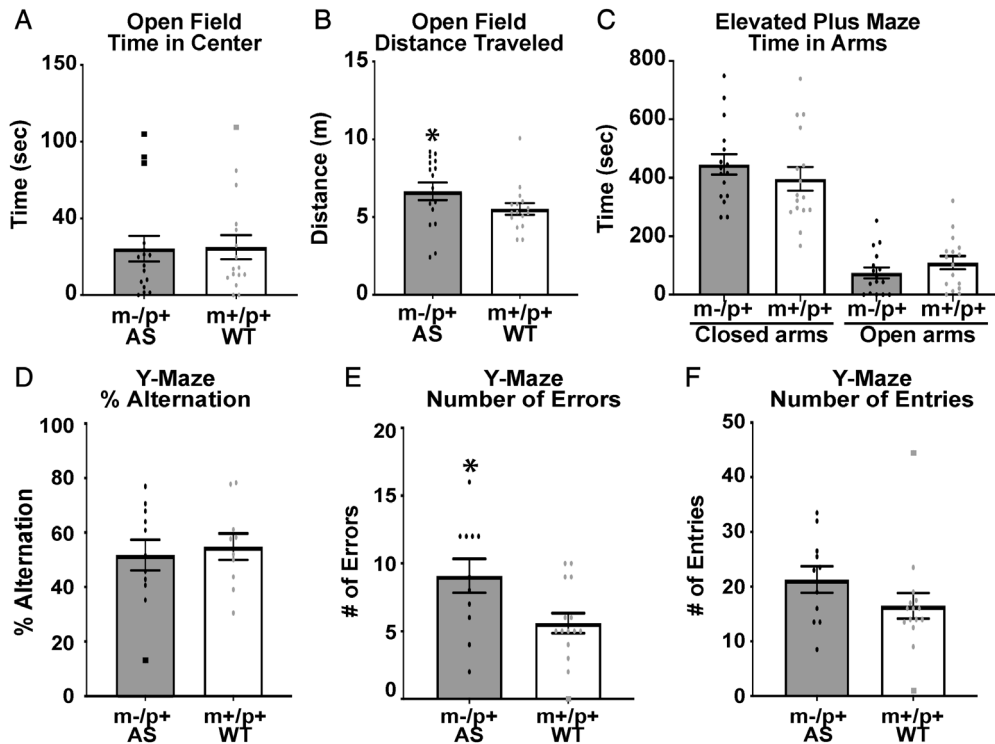 A
Open Field
Time in Center
Time (sec)
150
100
40
0
m-/p+
AS
m+/p+
WT
B
Open Field
Distance Traveled
Distance (m)
15
10
5
0
*
m-/p+
AS
m+/p+
WT
C
Elevated Plus Maze
Time in Arms
Time (sec)
800
600
400
200
0
m-/p+ m+/p+ m-/p+ m+/p+
Closed arms Open arms
D
Y-Maze
% Alternation
% Alternation
100
80
60
40
20
0
m-/p+
AS
m+/p+
WT
E
Y-Maze
Number of Errors
# of Errors
20
15
10
5
0
*
m-/p+
AS
m+/p+
WT
F
Y-Maze
Number of Entries
# of Entries
50
40
30
20
10
0
m-/p+
AS
m+/p+
WT